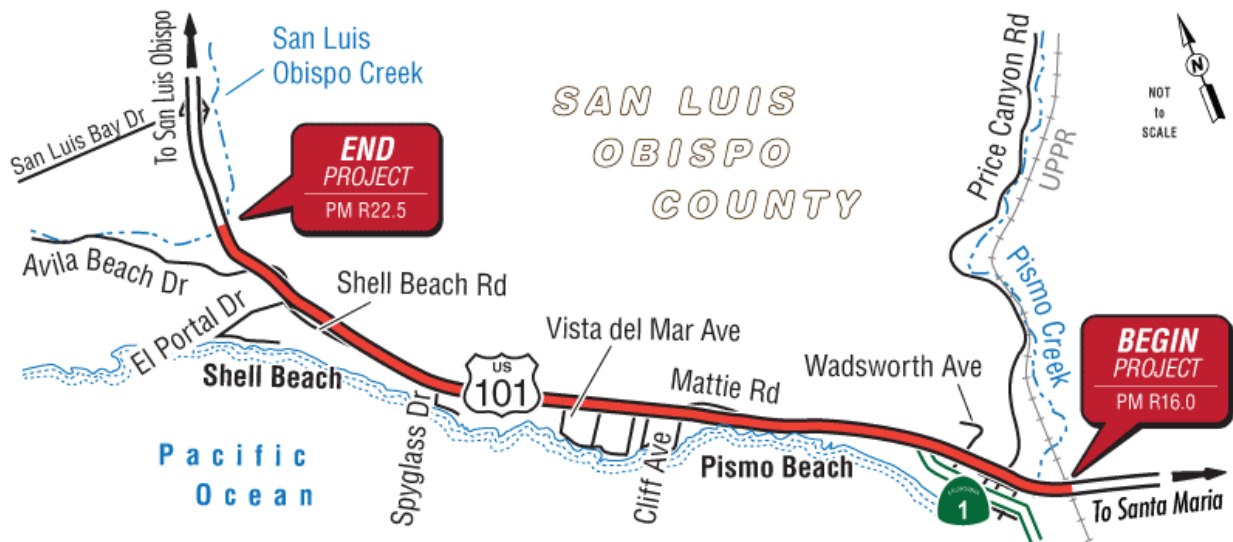 To San Luis Obispo
San Luis
Obispo Creek
San Luis Bay Dr
END
PROJECT
PM R22.5
SAN LUIS
OBISPO
COUNTY
Price Canyon Rd
UPPR
N
NOT
to
SCALE
Avila Beach Dr
El Portal Dr
Shell Beach Rd
Shell Beach
Pismo Creek
BEGIN
PROJECT
PM R16.0
Vista del Mar Ave
Wadsworth Ave
US
101
Mattie Rd
Spyglass Dr
Cliff Ave
Pismo Beach
Pacific
Ocean
CALIFORNIA
1
To Santa Maria